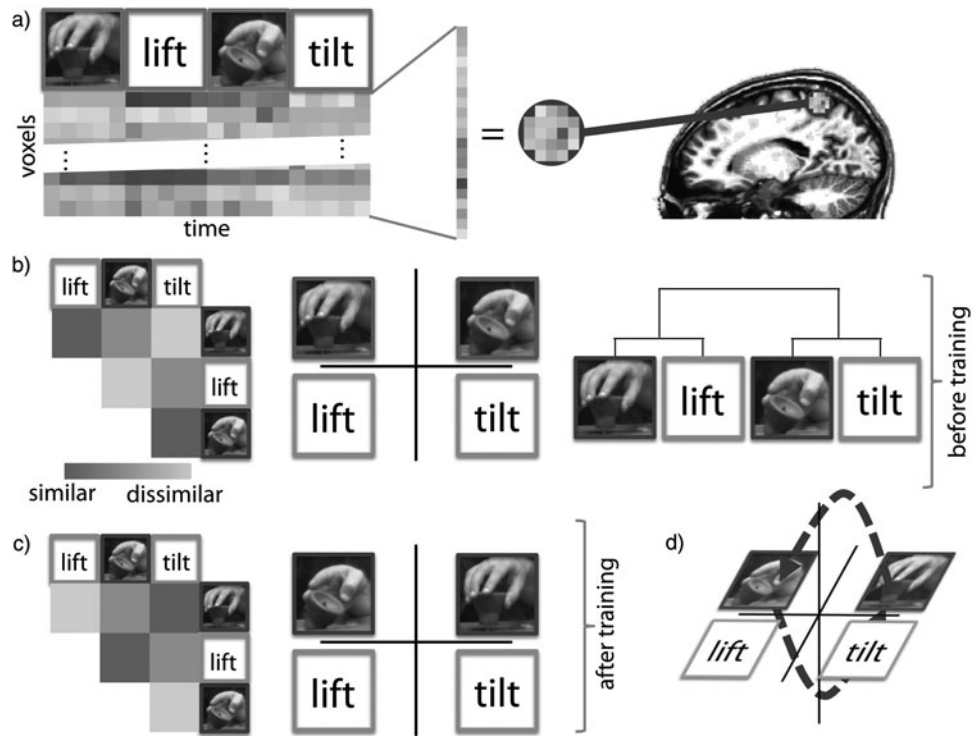 a)
lift
tilt
voxels
=
time
b)
lift
tilt
lift
similar
dissimilar
lift
tilt
lift
tilt
before training
c)
lift
tilt
lift
lift
tilt
after training
d)
lift
tilt